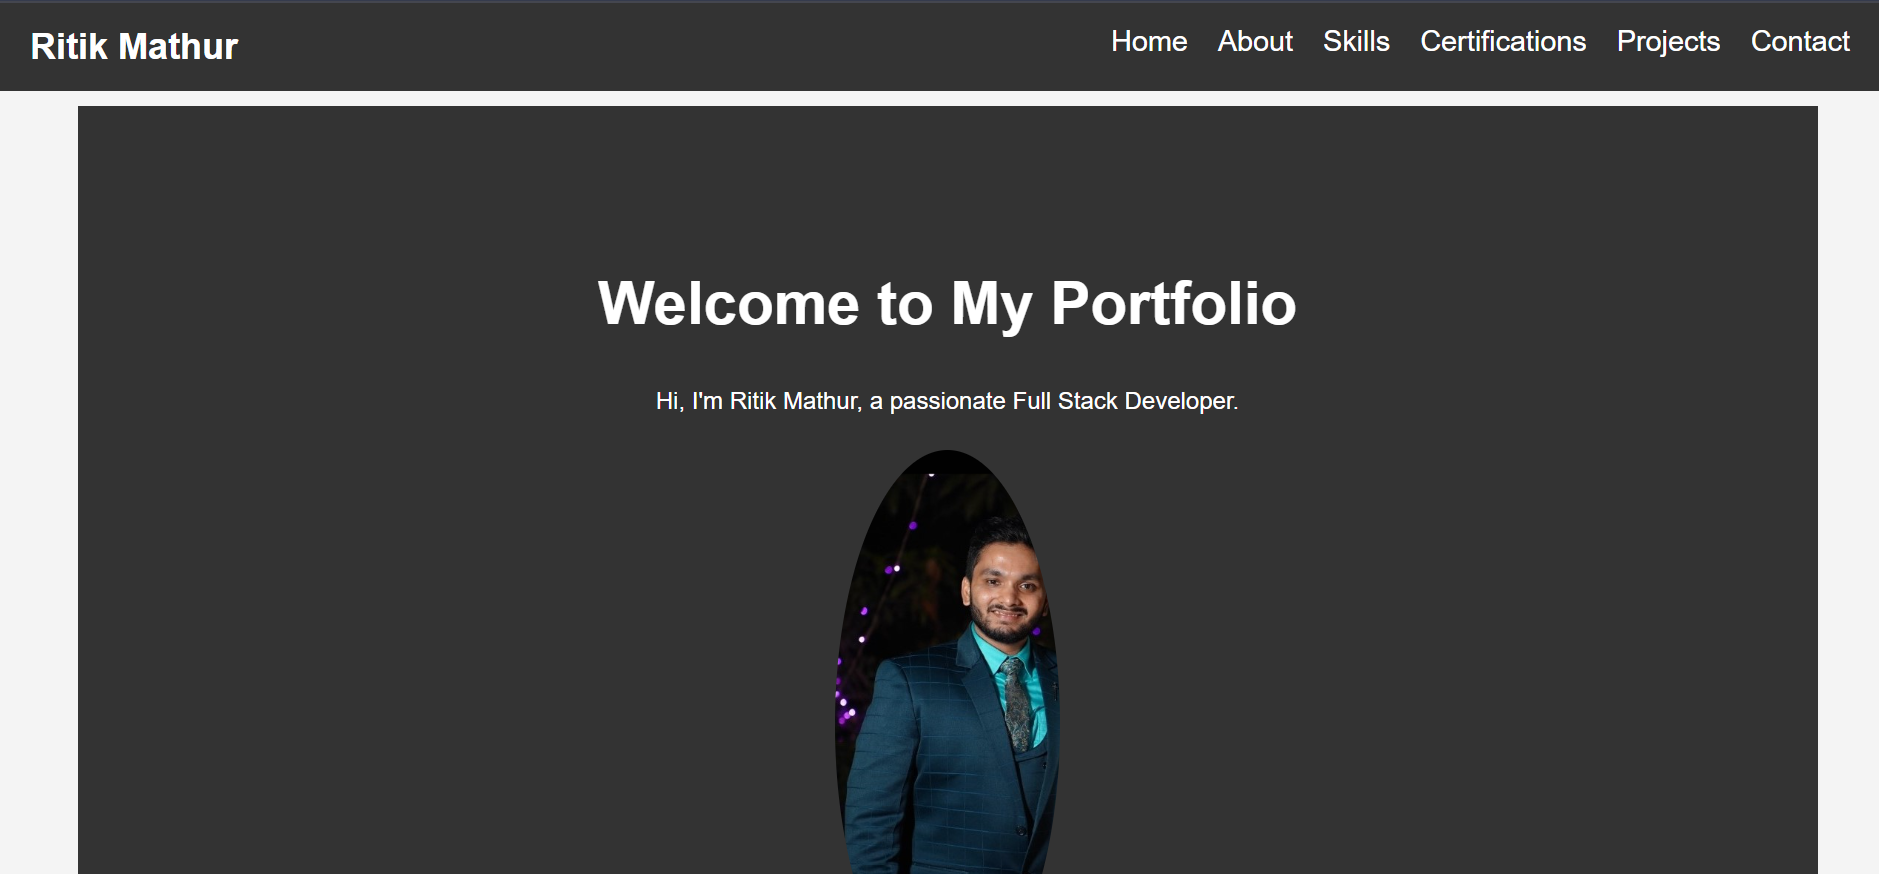 Ritik Mathur
Home About Skills Certifications Projects Contact
Welcome to My Portfolio
Hi, I'm Ritik Mathur, a passionate Full Stack Developer.